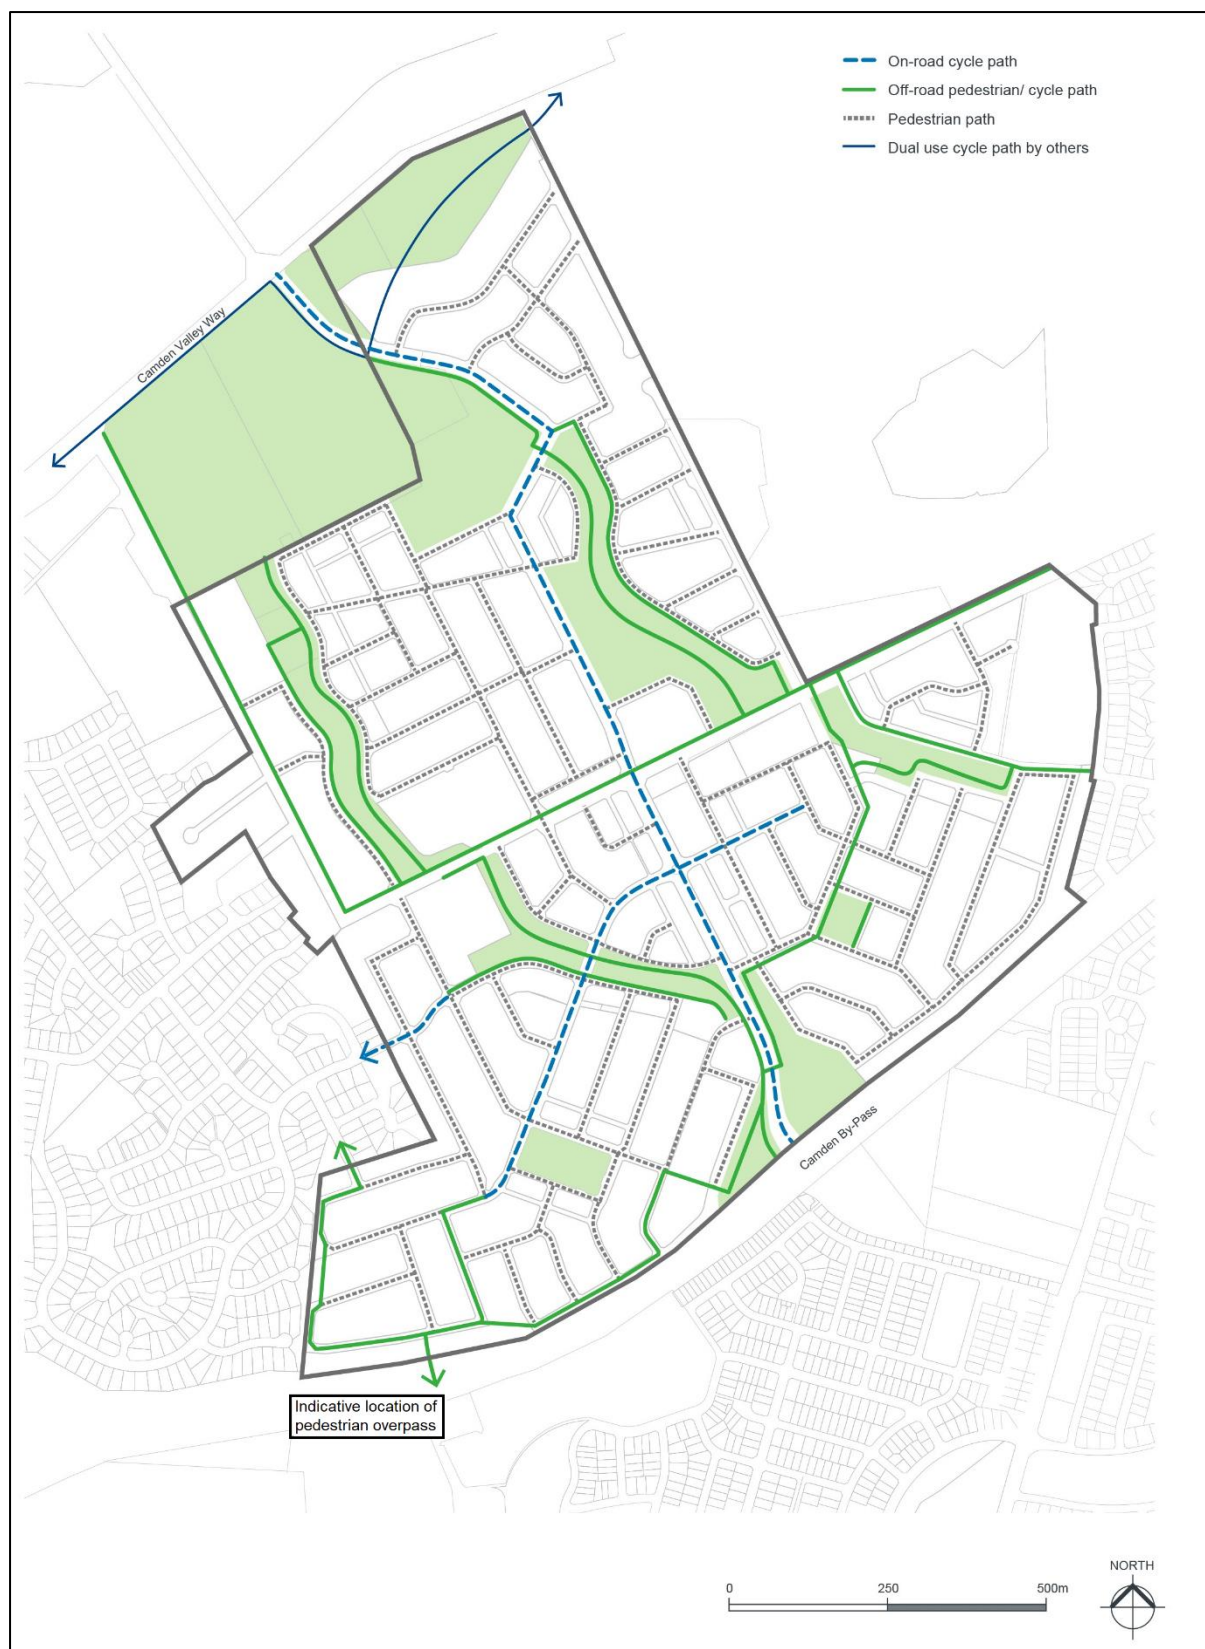 On-road cycle path
Off-road pedestrian/ cycle path
Pedestrian path
Dual use cycle path by others
Camden Valley Way
Camden By-Pass
Indicative location of
pedestrian overpass
NORTH
0 250 500m